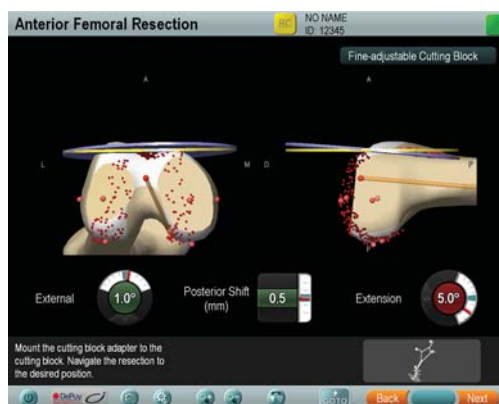 Anterior Femoral Resection
RC
NO NAME
ID: 12345
Fine-adjustable Cutting Block
A
A
L
M
D
P
External
1.0°
Posterior Shift
(mm)
0.5
Extension
5.0°
Mount the cutting block adapter to the
cutting block. Navigate the resection to
the desired position.
DePuy
GOTO
Back
Next